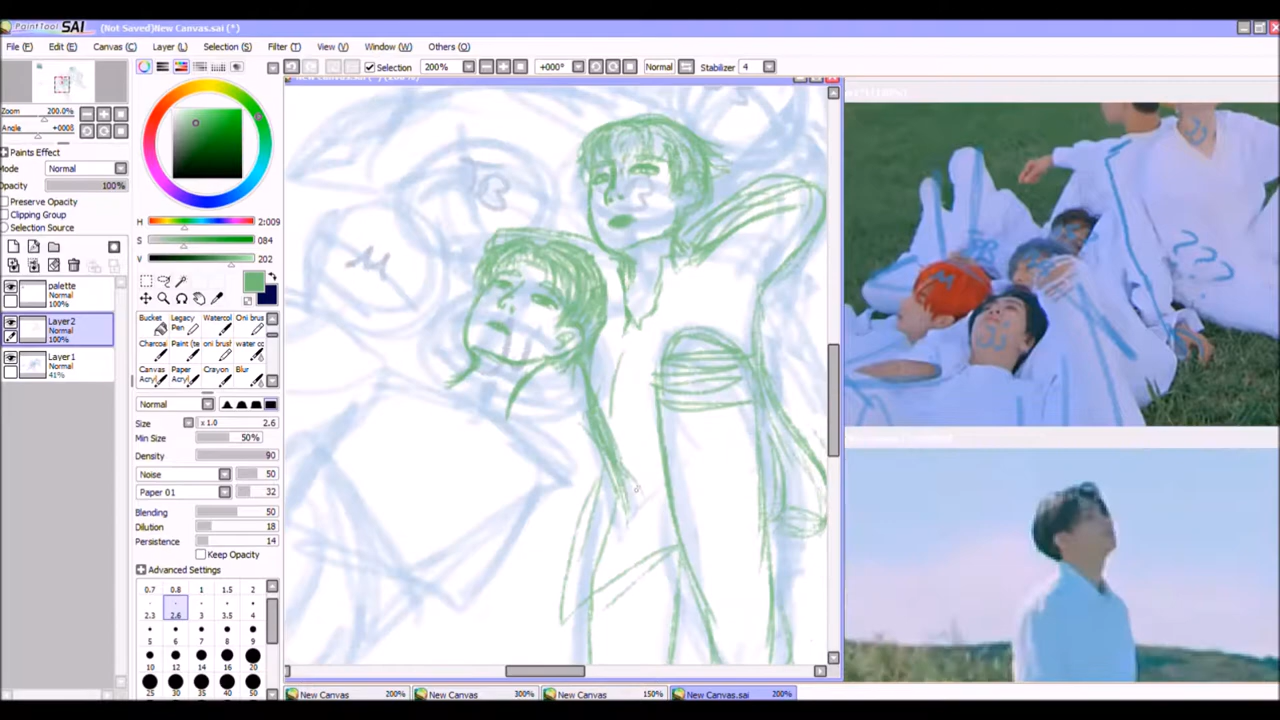 PaintTool SAI (Not Saved)New Canvas.sai (*)
File (F) Edit (E) Canvas (C) Layer (L) Selection (S) Filter (T) View (V) Window (W) Others (O)
Selection 200% +000° Normal Stabilizer 4
Zoom 200.0%
Angle +000θ
Paints Effect
Mode Normal
Opacity 100%
Preserve Opacity
Clipping Group
Selection Source
palette
Normal
100%
Layer2
Normal
100%
Layer1
Normal
41%
H 2:009
S 084
V 202
Bucket Legacy Pen Watercol Oni brus
Charcoa Paint (te oni brush water cc
Canvas Acryl Paper Acryl Crayon Blur
Normal
Size x 1.0 2.6
Min Size 50%
Density 90
Noise 50
Paper 01 32
Blending 50
Dilution 18
Persistence 14
Keep Opacity
Advanced Settings
0.7 0.8 1 1.5 2
2.3 2.6 3 3.5 4
5 6 7 8 9
10 12 14 16 20
25 30 35 40 50
New Canvas 200% New Canvas 300% New Canvas 150% New Canvas.sai 200%